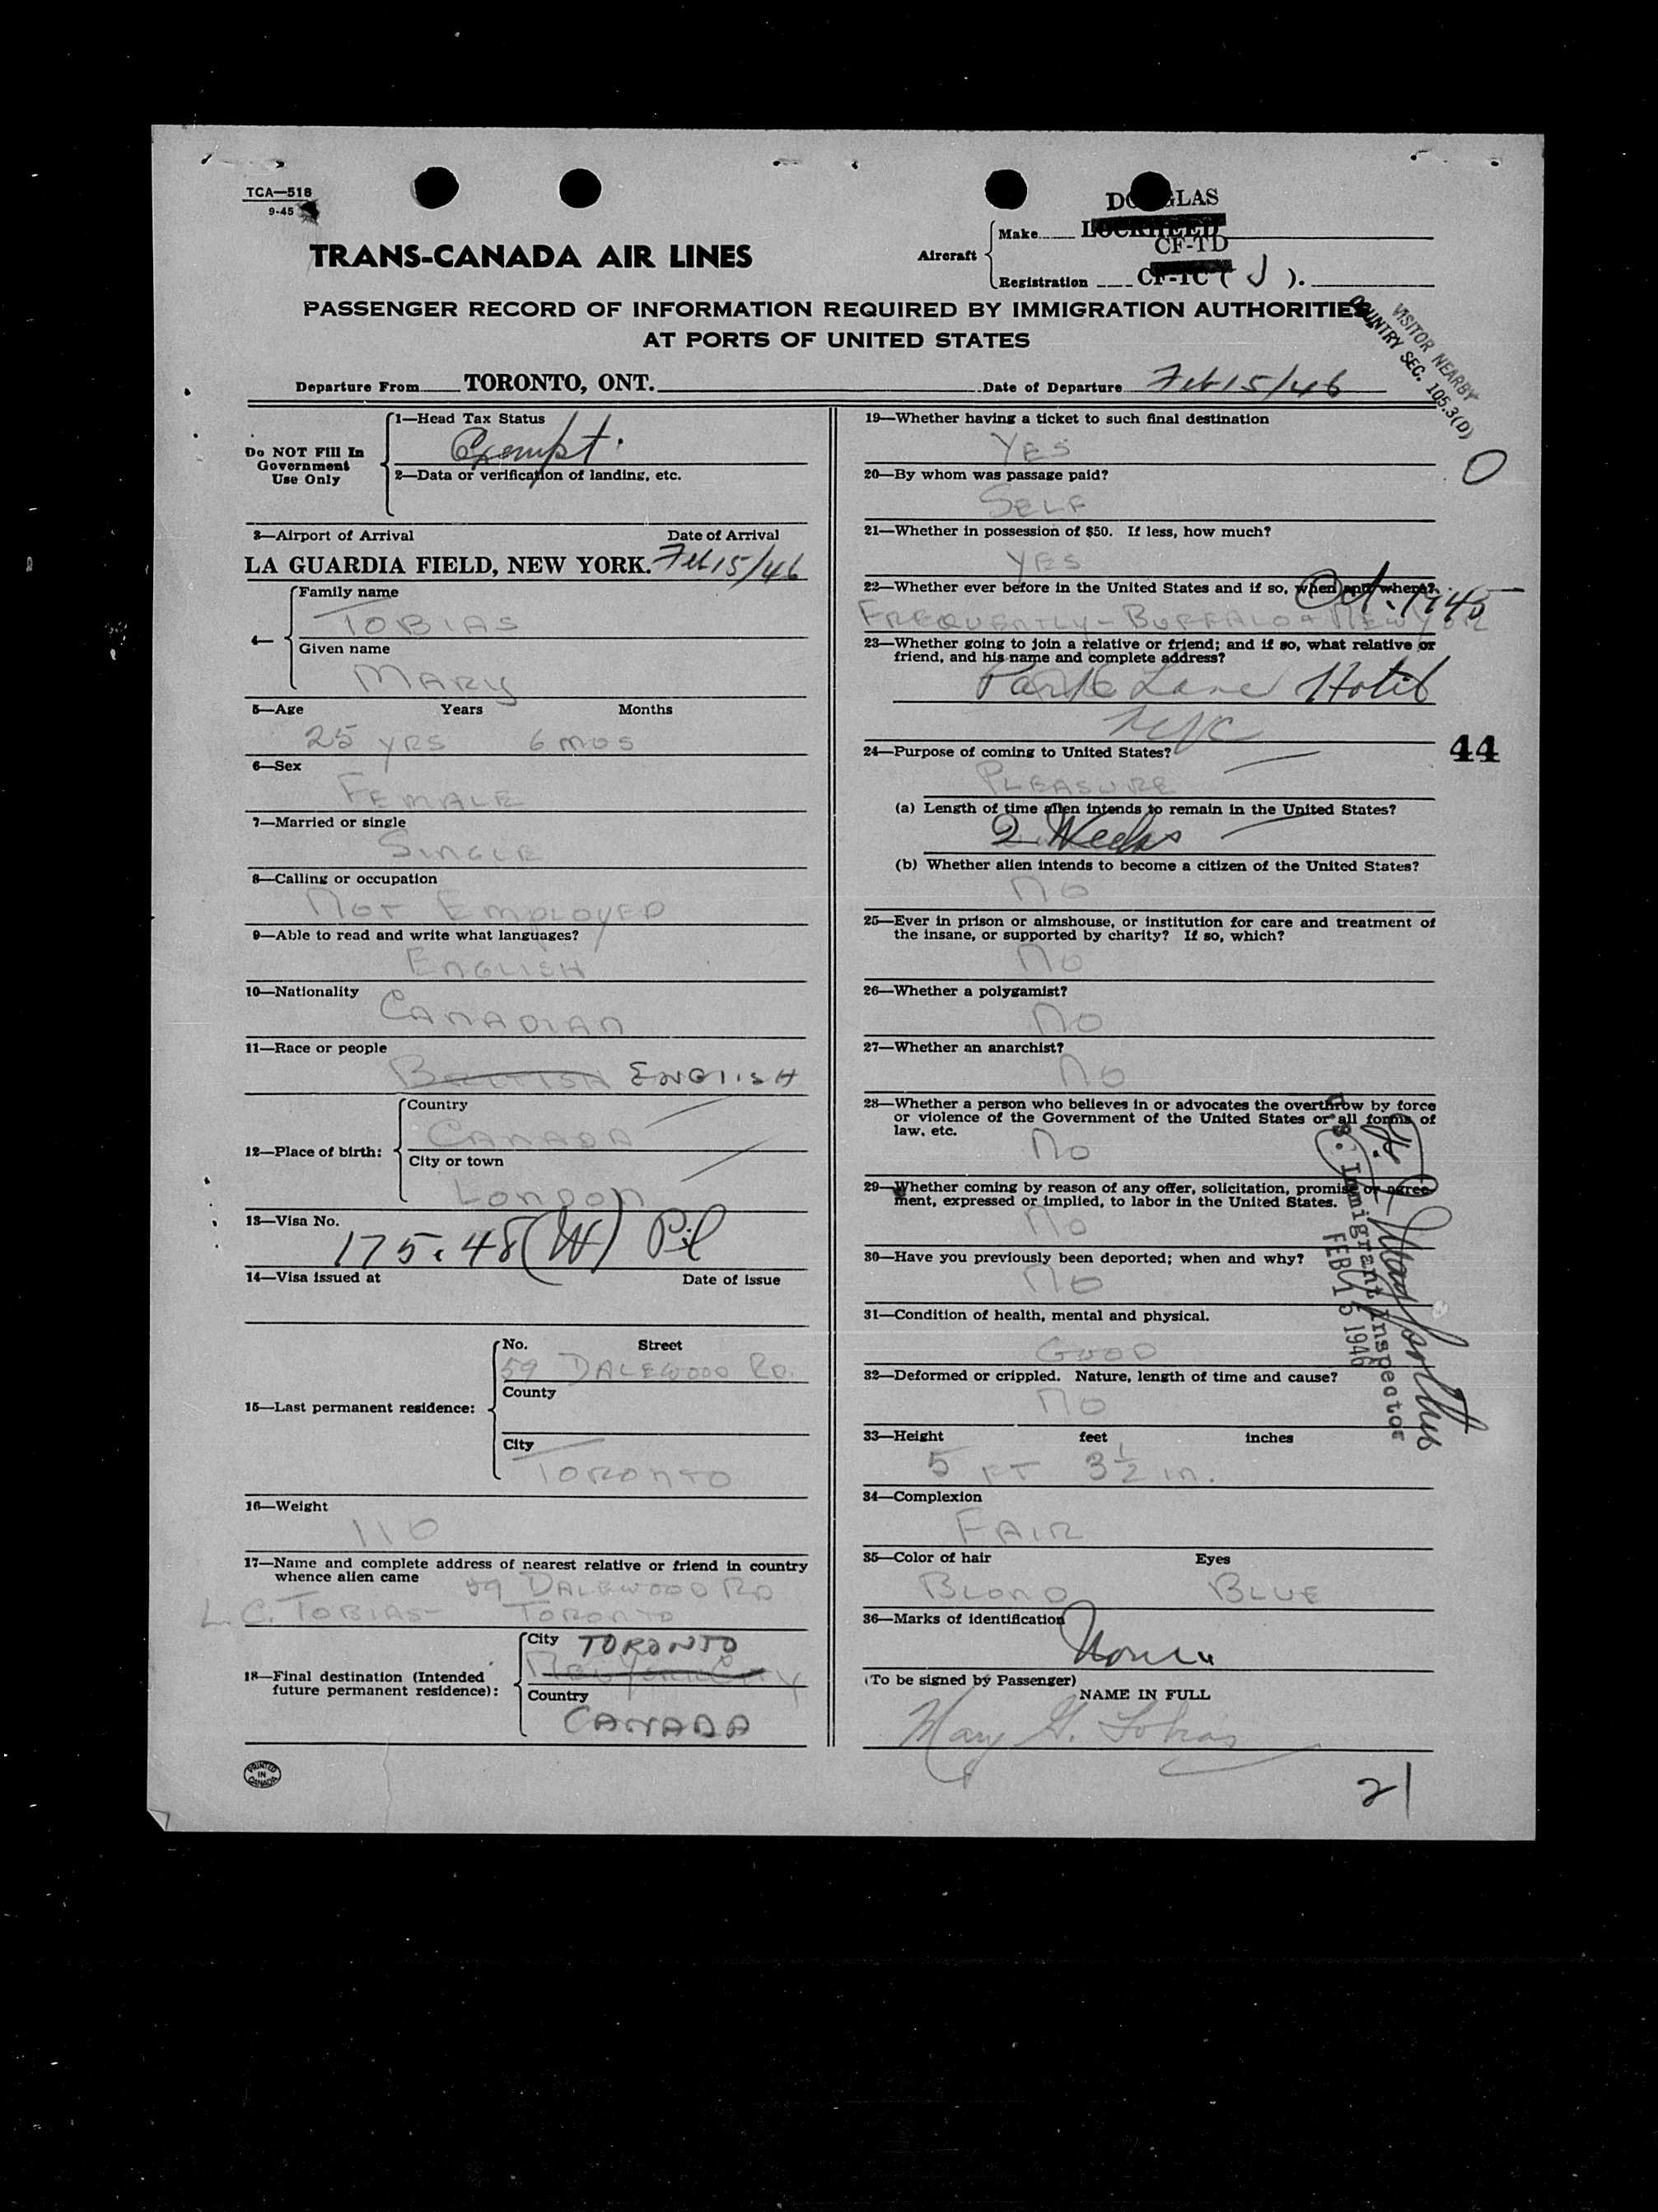 TCA—518
9-45
DOUGLAS
Make LOCKHEED
CF-TD
Aircraft
Registration CF-TC ( J ).
TRANS-CANADA AIR LINES
PASSENGER RECORD OF INFORMATION REQUIRED BY IMMIGRATION AUTHORITIES
AT PORTS OF UNITED STATES
VISITOR NEARBY
COUNTRY SEC. 105.3(D)
Departure From TORONTO, ONT. Date of Departure Feb 15/46
Do NOT Fill In
Government
Use Only
1—Head Tax Status
Exempt
2—Data or verification of landing, etc.
3—Airport of Arrival Date of Arrival
LA GUARDIA FIELD, NEW YORK. Feb 15/46
4—
Family name
TOBIAS
Given name
MARY
5—Age Years Months
25 YRS 6 MOS
6—Sex
FEMALE
7—Married or single
SINGLE
8—Calling or occupation
NOT EMPLOYED
9—Able to read and write what languages?
ENGLISH
10—Nationality
CANADIAN
11—Race or people
BRITISH ENGLISH
12—Place of birth:
Country
CANADA
City or town
LONDON
13—Visa No.
175.48 (W)
14—Visa issued at Date of issue
15—Last permanent residence:
No. Street
59 DALEWOOD RD.
County
City
TORONTO
16—Weight
110
17—Name and complete address of nearest relative or friend in country
whence alien came 59 DALEWOOD RD
L. C. TOBIAS- TORONTO
18—Final destination (Intended
future permanent residence):
City TORONTO
NEW YORK CITY
Country
CANADA
PRINTED
IN
CANADA
19—Whether having a ticket to such final destination
YES
0
20—By whom was passage paid?
SELF
21—Whether in possession of $50. If less, how much?
YES
22—Whether ever before in the United States and if so, when and where?
Oct. 1945
FREQUENTLY - BUFFALO + NEW YORK
23—Whether going to join a relative or friend; and if so, what relative or
friend, and his name and complete address?
Park Lane Hotel
NYC
44
24—Purpose of coming to United States?
PLEASURE
(a) Length of time alien intends to remain in the United States?
2 Weeks
(b) Whether alien intends to become a citizen of the United States?
NO
25—Ever in prison or almshouse, or institution for care and treatment of
the insane, or supported by charity? If so, which?
NO
26—Whether a polygamist?
NO
27—Whether an anarchist?
NO
28—Whether a person who believes in or advocates the overthrow by force
or violence of the Government of the United States or all forms of
law, etc.
NO
29—Whether coming by reason of any offer, solicitation, promise or agree-
ment, expressed or implied, to labor in the United States.
NO
30—Have you previously been deported; when and why?
NO
U.S. Immigrant Inspector
FEB 15 1946
31—Condition of health, mental and physical.
GOOD
32—Deformed or crippled. Nature, length of time and cause?
NO
33—Height feet inches
5 FT 3½ in.
34—Complexion
FAIR
35—Color of hair Eyes
BLOND BLUE
36—Marks of identification
None
(To be signed by Passenger)
NAME IN FULL
Mary G. Tobias
21